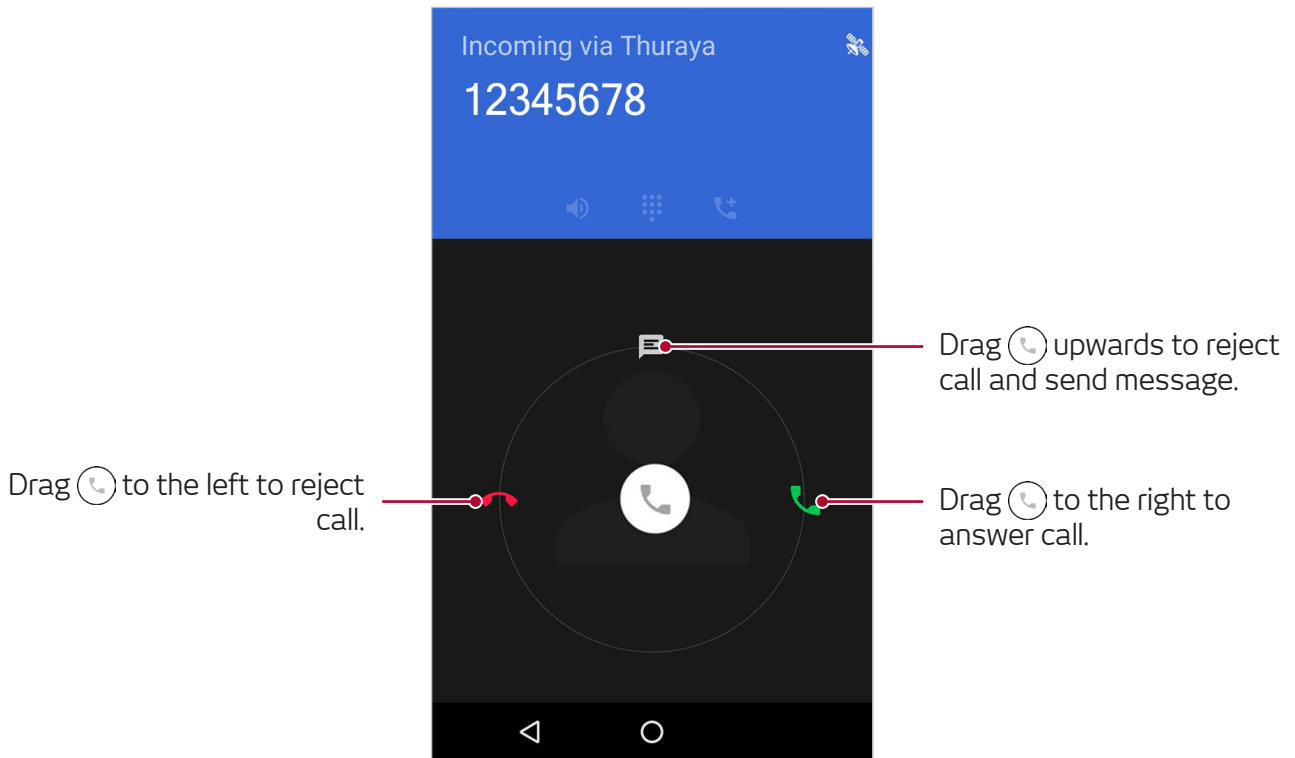 Incoming via Thuraya
12345678
Drag upwards to reject
call and send message.
Drag to the left to reject
call.
Drag to the right to
answer call.